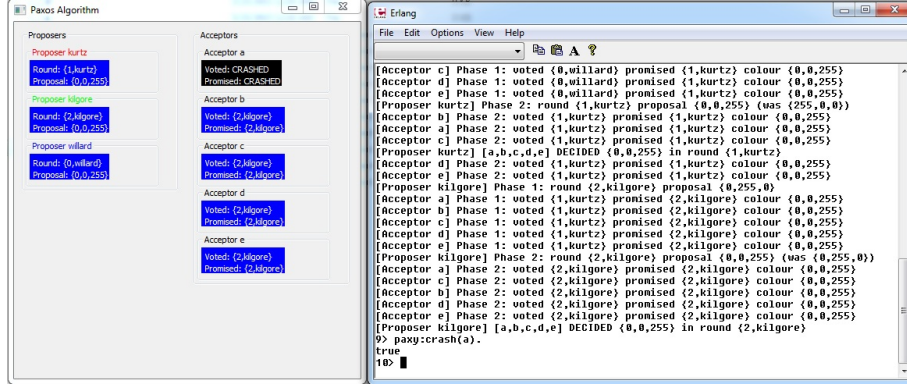 Paxos Algorithm
Proposers
Proposer kurtz
Round: {1,kurtz}
Proposal: {0,0,255}
Proposer kilgore
Round: {2,kilgore}
Proposal: {0,0,255}
Proposer willard
Round: {0,willard}
Proposal: {0,0,255}
Acceptors
Acceptor a
Voted: CRASHED
Promised: CRASHED
Acceptor b
Voted: {2,kilgore}
Promised: {2,kilgore}
Acceptor c
Voted: {2,kilgore}
Promised: {2,kilgore}
Acceptor d
Voted: {2,kilgore}
Promised: {2,kilgore}
Acceptor e
Voted: {2,kilgore}
Promised: {2,kilgore}
Erlang
File Edit Options View Help
[Acceptor c] Phase 1: voted {0,willard} promised {1,kurtz} colour {0,0,255}
[Acceptor d] Phase 1: voted {0,willard} promised {1,kurtz} colour {0,0,255}
[Acceptor e] Phase 1: voted {0,willard} promised {1,kurtz} colour {0,0,255}
[Proposer kurtz] Phase 2: round {1,kurtz} proposal {0,0,255} (was {255,0,0})
[Acceptor b] Phase 2: voted {1,kurtz} promised {1,kurtz} colour {0,0,255}
[Acceptor a] Phase 2: voted {1,kurtz} promised {1,kurtz} colour {0,0,255}
[Acceptor c] Phase 2: voted {1,kurtz} promised {1,kurtz} colour {0,0,255}
[Proposer kurtz] [a,b,c,d,e] DECIDED {0,0,255} in round {1,kurtz}
[Acceptor d] Phase 2: voted {1,kurtz} promised {1,kurtz} colour {0,0,255}
[Acceptor e] Phase 2: voted {1,kurtz} promised {1,kurtz} colour {0,0,255}
[Proposer kilgore] Phase 1: round {2,kilgore} proposal {0,255,0}
[Acceptor a] Phase 1: voted {1,kurtz} promised {2,kilgore} colour {0,0,255}
[Acceptor b] Phase 1: voted {1,kurtz} promised {2,kilgore} colour {0,0,255}
[Acceptor c] Phase 1: voted {1,kurtz} promised {2,kilgore} colour {0,0,255}
[Acceptor d] Phase 1: voted {1,kurtz} promised {2,kilgore} colour {0,0,255}
[Acceptor e] Phase 1: voted {1,kurtz} promised {2,kilgore} colour {0,0,255}
[Proposer kilgore] Phase 2: round {2,kilgore} proposal {0,0,255} (was {0,255,0})
[Acceptor a] Phase 2: voted {2,kilgore} promised {2,kilgore} colour {0,0,255}
[Acceptor c] Phase 2: voted {2,kilgore} promised {2,kilgore} colour {0,0,255}
[Acceptor b] Phase 2: voted {2,kilgore} promised {2,kilgore} colour {0,0,255}
[Acceptor d] Phase 2: voted {2,kilgore} promised {2,kilgore} colour {0,0,255}
[Acceptor e] Phase 2: voted {2,kilgore} promised {2,kilgore} colour {0,0,255}
[Proposer kilgore] [a,b,c,d,e] DECIDED {0,0,255} in round {2,kilgore}
9> paxy:crash(a).
true
10>